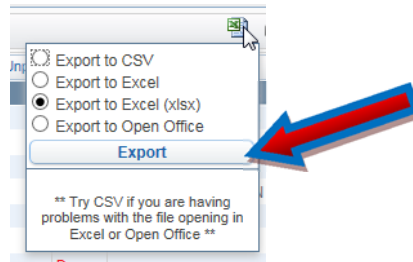 Unp
Export to CSV
Export to Excel
Export to Excel (xlsx)
Export to Open Office
Export
** Try CSV if you are having
problems with the file opening in
Excel or Open Office **